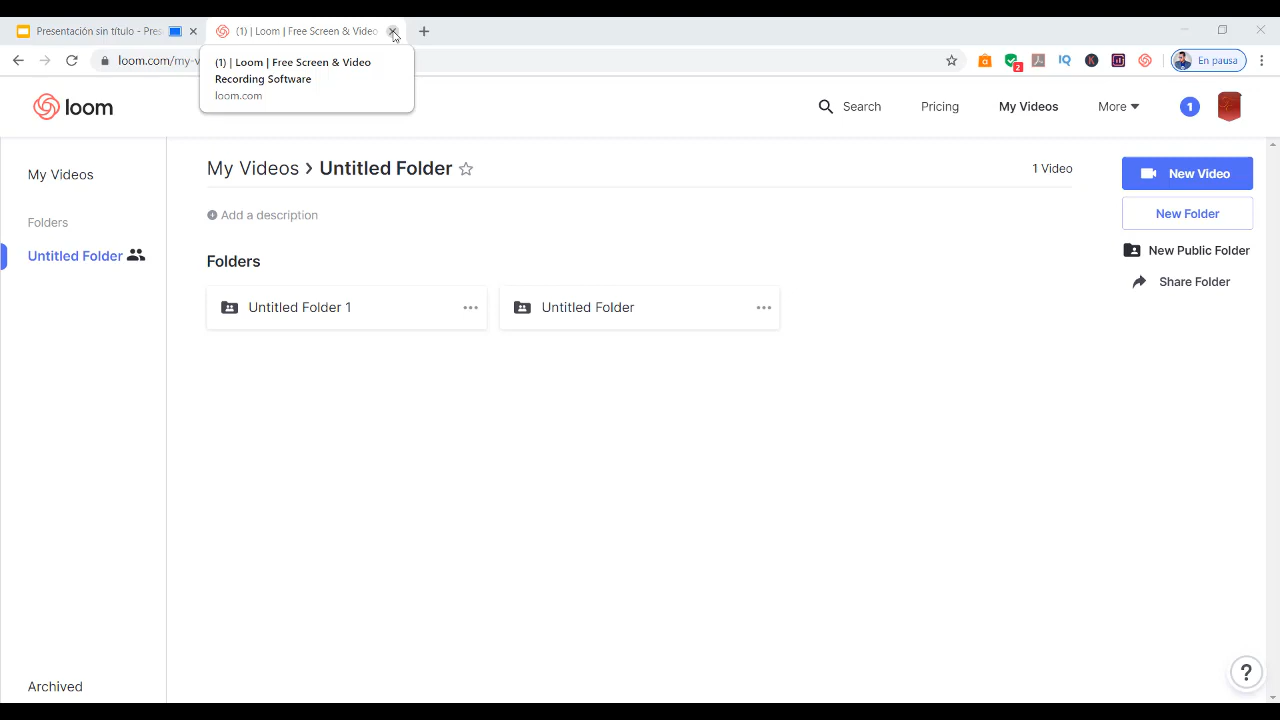 Presentación sin título - Pres
(1) | Loom | Free Screen & Video
loom.com/my-v
(1) | Loom | Free Screen & Video
Recording Software
loom.com
2
En pausa
loom
Search
Pricing
My Videos
More
1
My Videos
Folders
Untitled Folder
My Videos > Untitled Folder
1 Video
Add a description
Folders
Untitled Folder 1
Untitled Folder
New Video
New Folder
New Public Folder
Share Folder
Archived
?